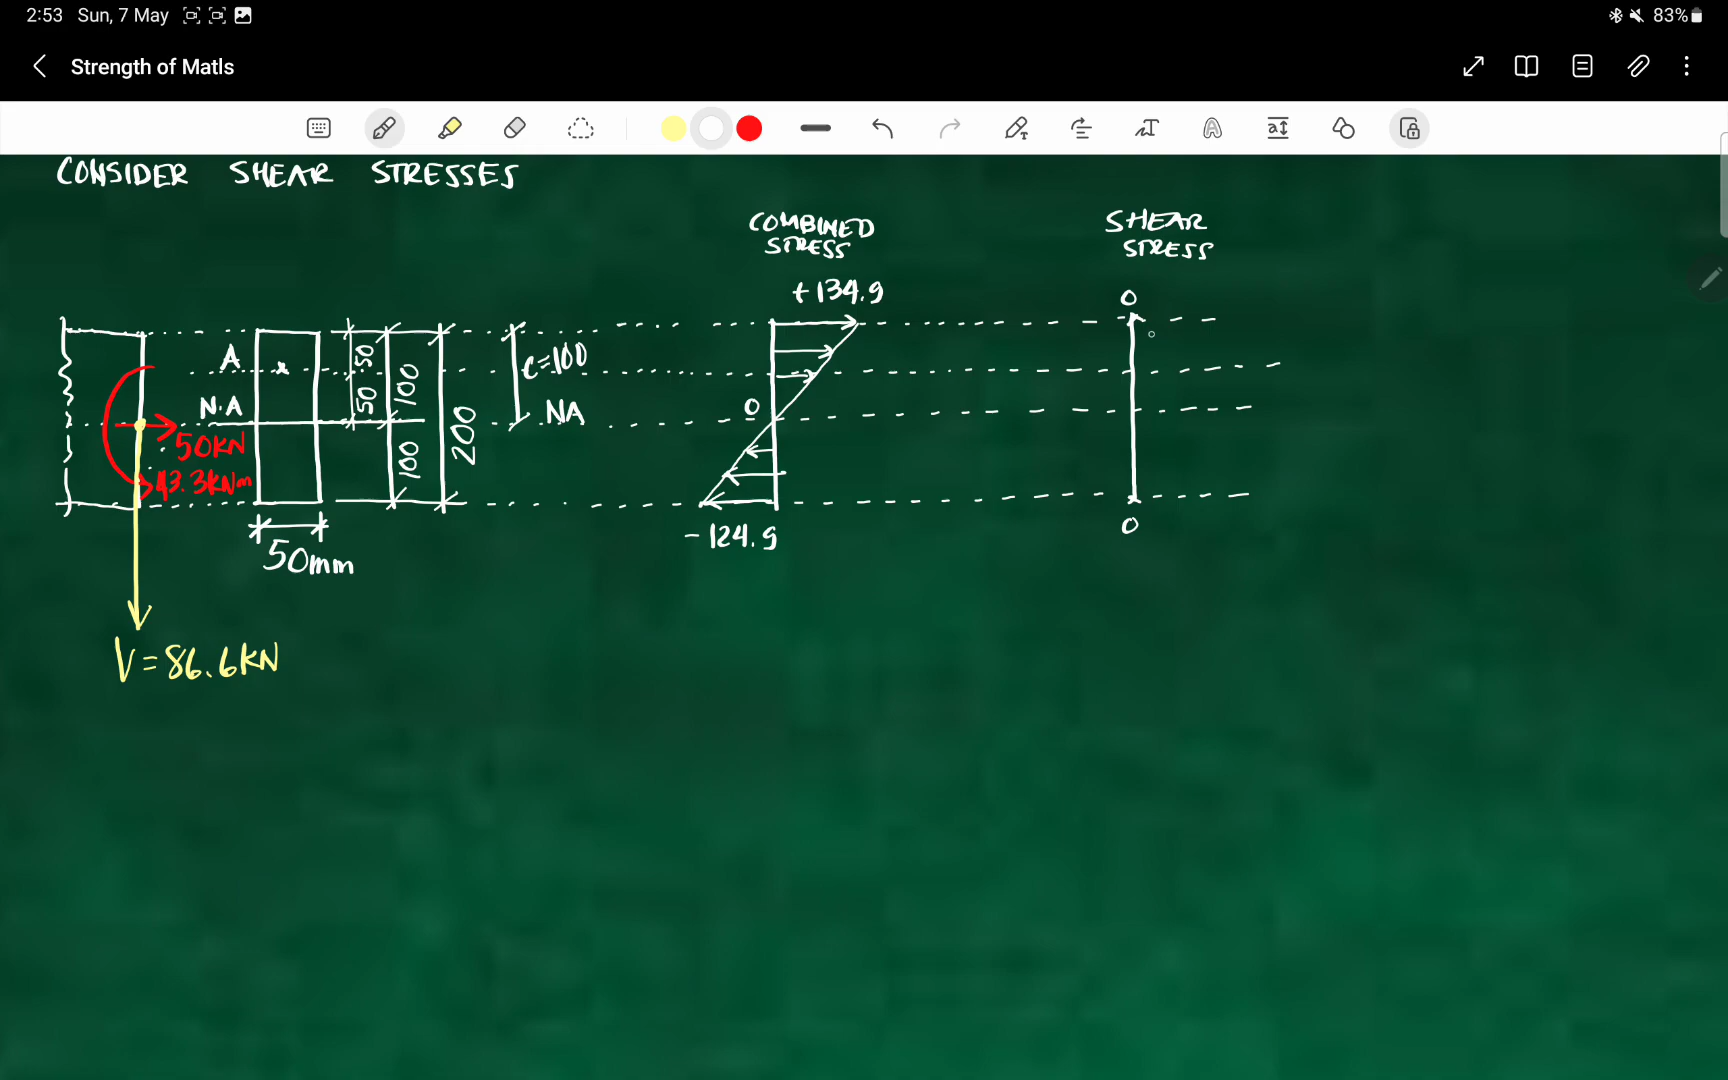 2:53 Sun, 7 May
83%
Strength of Matls
CONSIDER SHEAR STRESSES
COMBINED
STRESS
SHEAR
STRESS
+134.9
0
A
50
100
C=100
N.A
50
0
NA
50KN
100
200
43.3kNm
-124.9
0
50mm
V=86.6KN